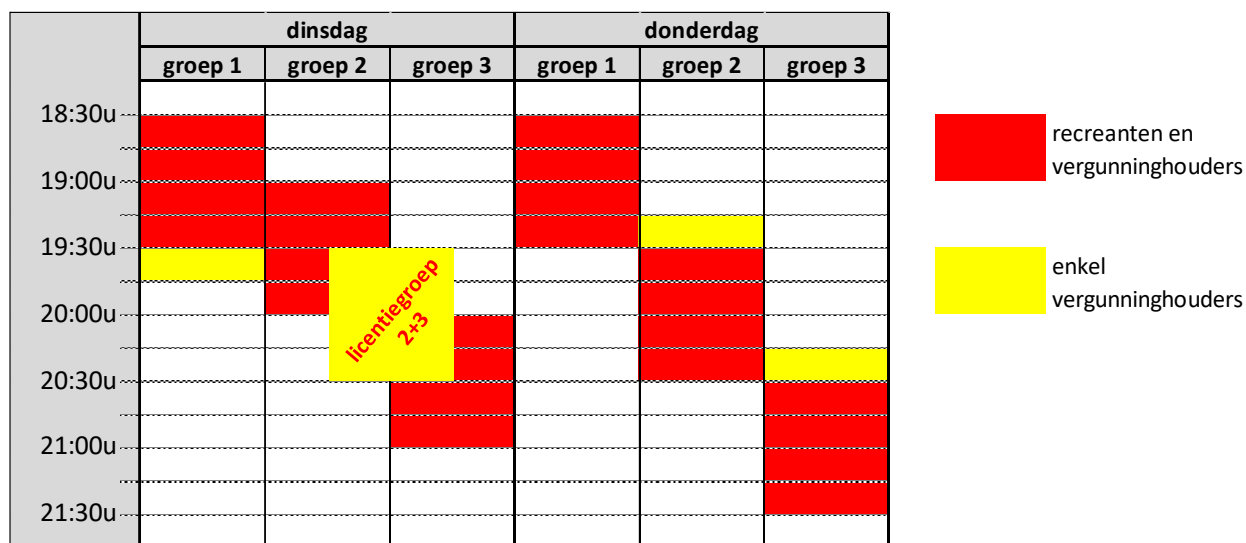 dinsdag donderdag
groep 1 groep 2 groep 3 groep 1 groep 2 groep 3
18:30u
19:00u
19:30u
20:00u
20:30u
21:00u
21:30u
licentiegroep
2+3
recreanten en
vergunninghouders
enkel
vergunninghouders